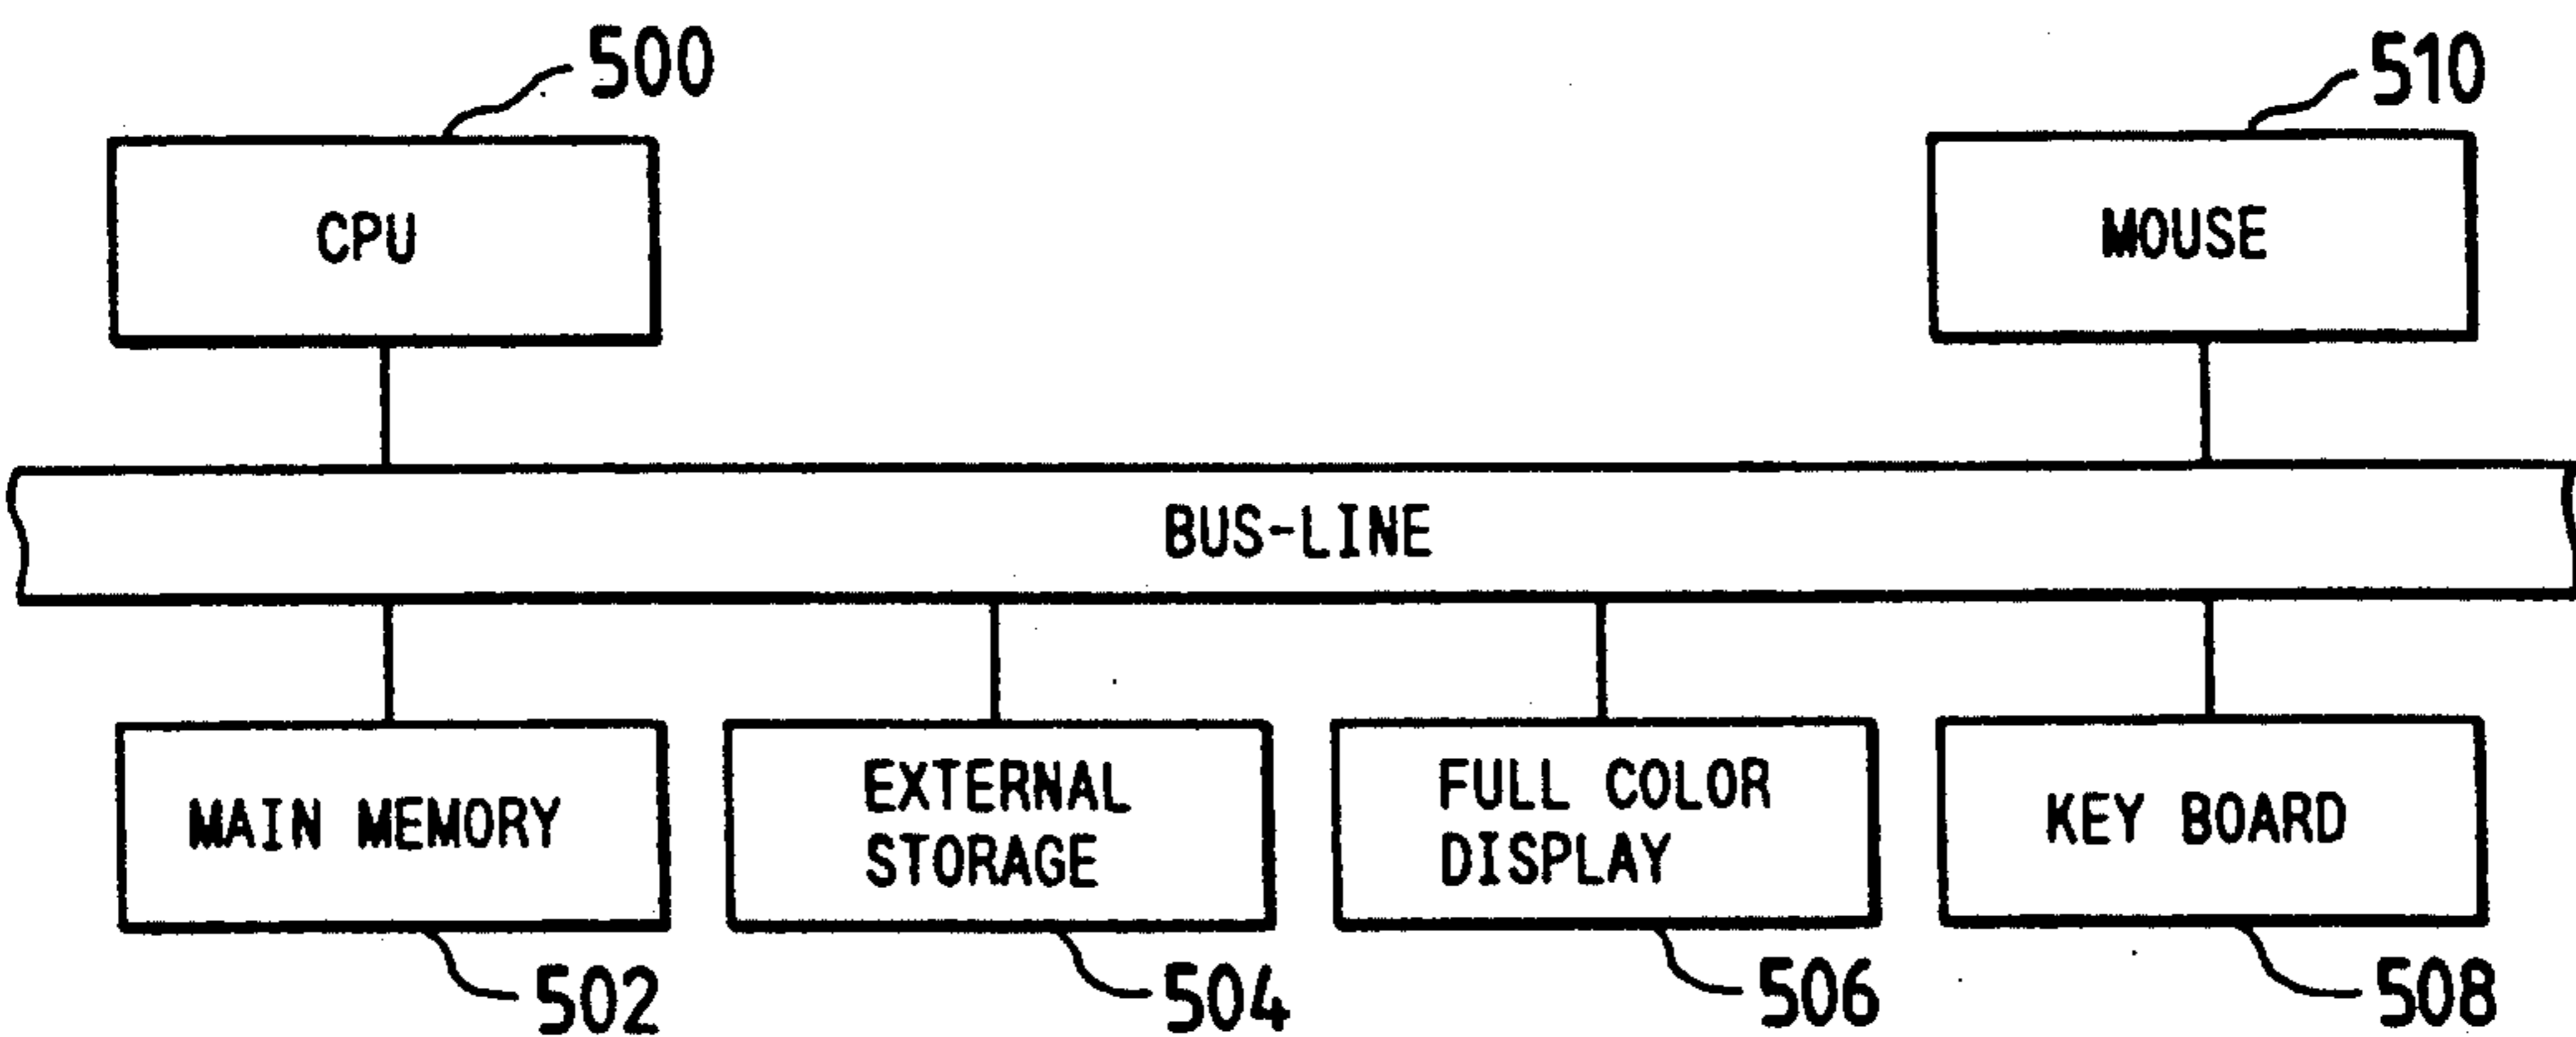 500
510
CPU
MOUSE
BUS-LINE
MAIN MEMORY
EXTERNAL
STORAGE
FULL COLOR
DISPLAY
KEY BOARD
502
504
506
508